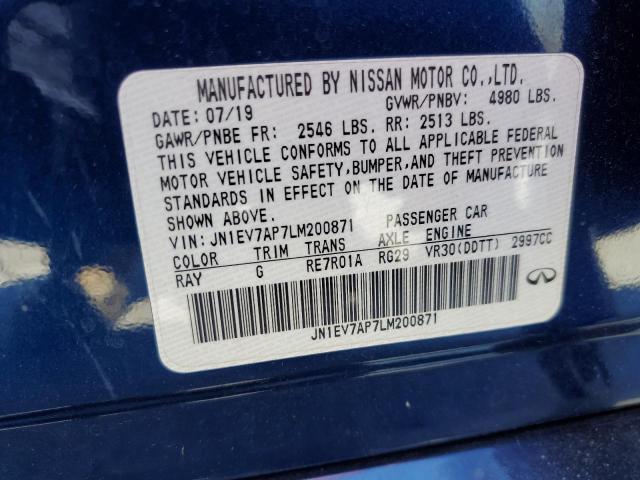 MANUFACTURED BY NISSAN MOTOR CO.,LTD.
DATE: 07/19 GVWR/PNBV: 4980 LBS.
GAWR/PNBE FR: 2546 LBS. RR: 2513 LBS.
THIS VEHICLE CONFORMS TO ALL APPLICABLE FEDERAL
MOTOR VEHICLE SAFETY,BUMPER,AND THEFT PREVENTION
STANDARDS IN EFFECT ON THE DATE OF MANUFACTURE
SHOWN ABOVE.
VIN: JN1EV7AP7LM200871 PASSENGER CAR
COLOR TRIM TRANS AXLE ENGINE
RAY G RE7R01A RG29 VR30(DDTT) 2997CC
JN1EV7AP7LM200871